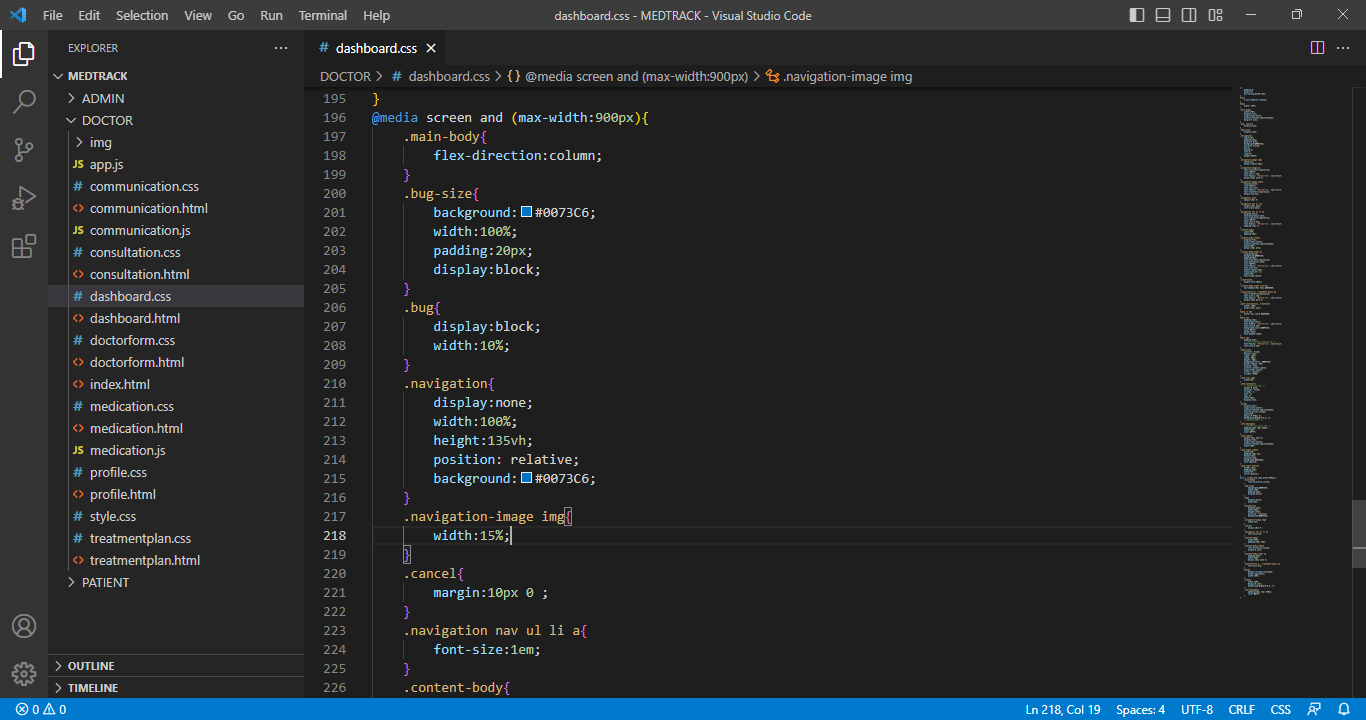 File Edit Selection View Go Run Terminal Help dashboard.css - MEDTRACK - Visual Studio Code
EXPLORER
MEDTRACK
ADMIN
DOCTOR
img
JS app.js
# communication.css
<> communication.html
JS communication.js
# consultation.css
<> consultation.html
# dashboard.css
<> dashboard.html
# doctorform.css
<> doctorform.html
<> index.html
# medication.css
<> medication.html
JS medication.js
# profile.css
<> profile.html
# style.css
# treatmentplan.css
<> treatmentplan.html
PATIENT
OUTLINE
TIMELINE
# dashboard.css
DOCTOR > # dashboard.css > {} @media screen and (max-width:900px) > .navigation-image img
195 }
196 @media screen and (max-width:900px){
197 .main-body{
198 flex-direction:column;
199 }
200 .bug-size{
201 background:#0073C6;
202 width:100%;
203 padding:20px;
204 display:block;
205 }
206 .bug{
207 display:block;
208 width:10%;
209 }
210 .navigation{
211 display:none;
212 width:100%;
213 height:135vh;
214 position: relative;
215 background:#0073C6;
216 }
217 .navigation-image img{
218 width:15%;
219 }
220 .cancel{
221 margin:10px 0 ;
222 }
223 .navigation nav ul li a{
224 font-size:1em;
225 }
226 .content-body{
0 0 Ln 218, Col 19 Spaces: 4 UTF-8 CRLF CSS